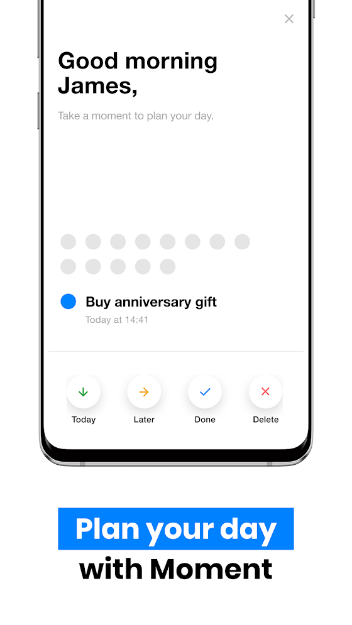 Good morning
James,
Take a moment to plan your day.
Buy anniversary gift
Today at 14:41
Today Later Done Delete
Plan your day
with Moment